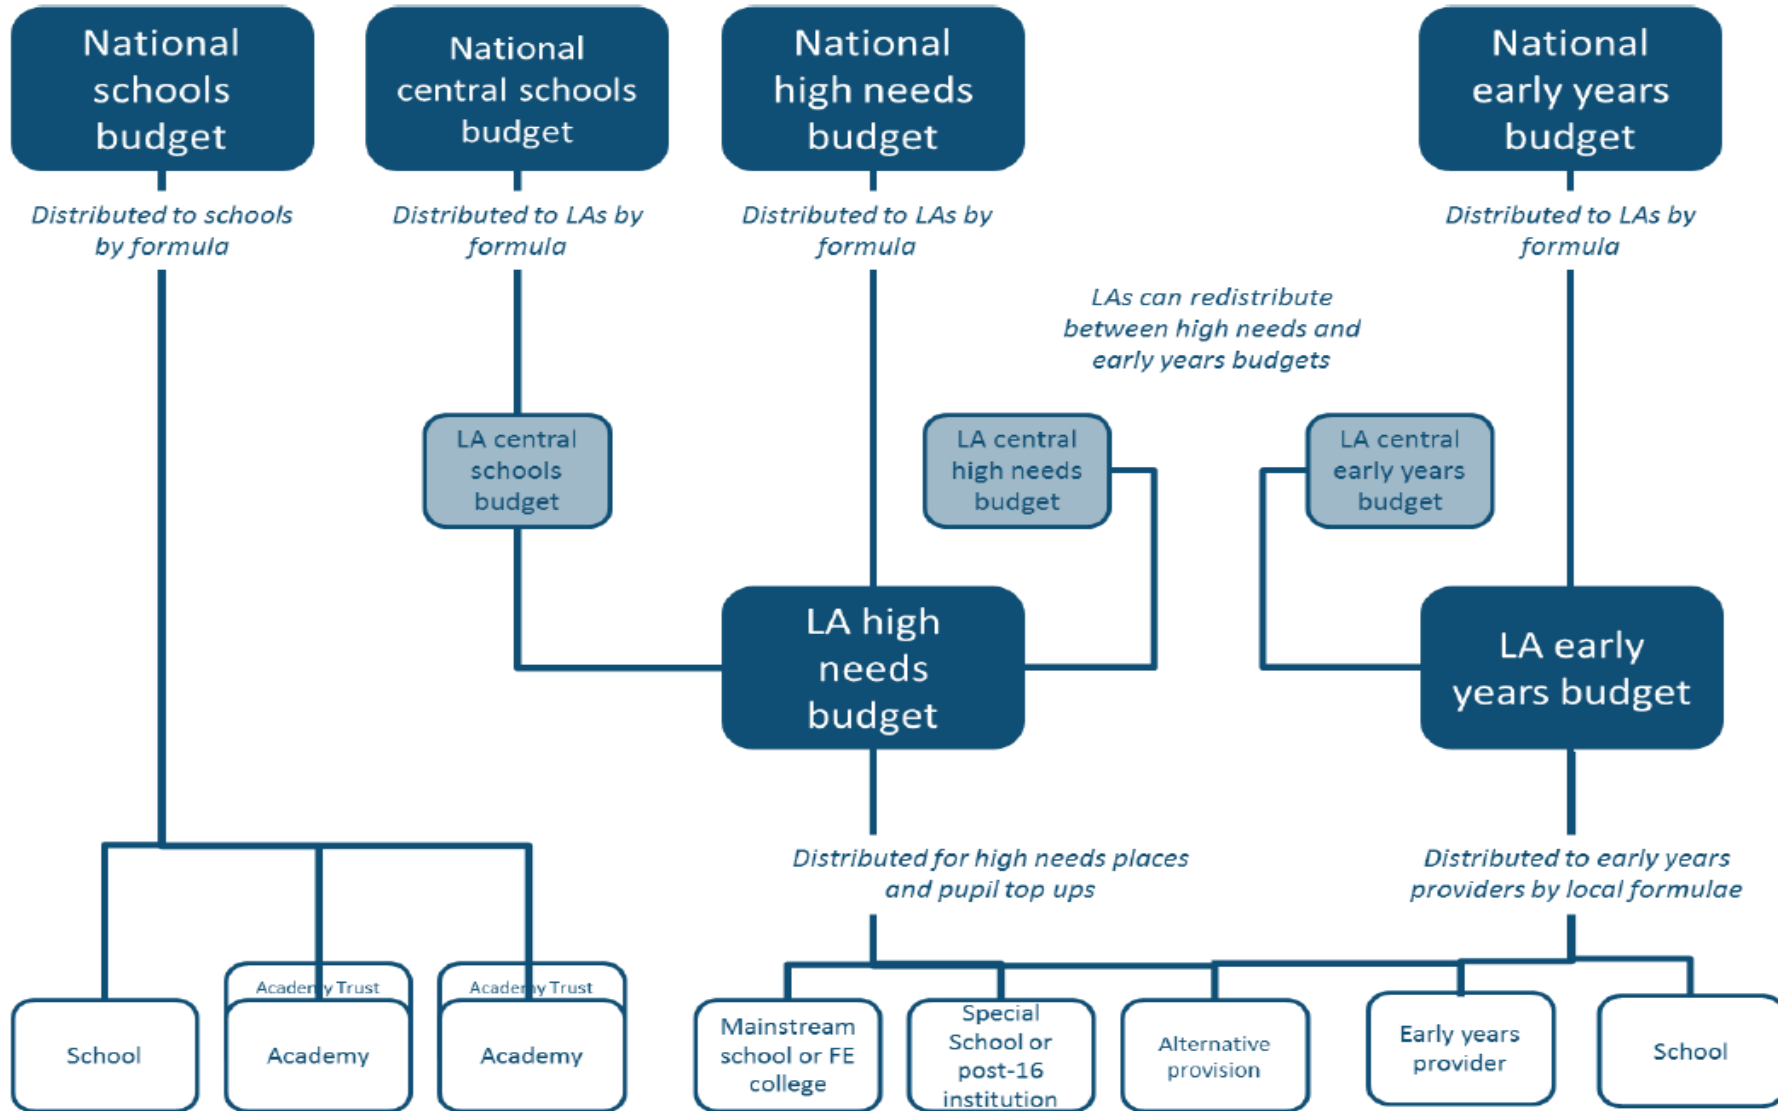 National
schools
budget
National
central schools
budget
National
high needs
budget
National
early years
budget
Distributed to schools
by formula
Distributed to LAs by
formula
Distributed to LAs by
formula
Distributed to LAs by
formula
LAs can redistribute
between high needs and
early years budgets
LA central
schools
budget
LA central
high needs
budget
LA central
early years
budget
LA high
needs
budget
LA early
years budget
Distributed for high needs places
and pupil top ups
Distributed to early years
providers by local formulae
School
Academy Trust
Academy
Academy Trust
Academy
Mainstream
school or FE
college
Special
School or
post-16
institution
Alternative
provision
Early years
provider
School